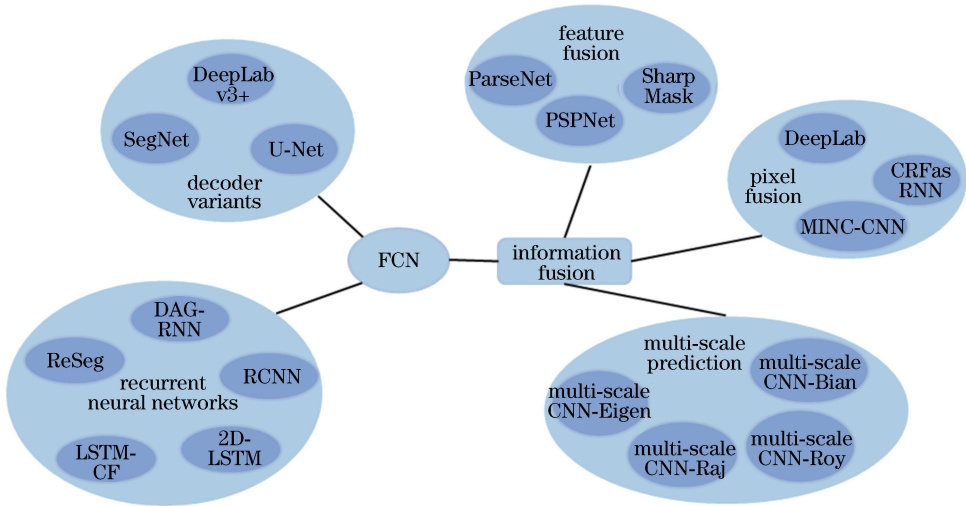 DeepLab
v3+
SegNet
U-Net
decoder
variants
feature
fusion
ParseNet
Sharp
Mask
PSPNet
DeepLab
pixel
fusion
CRFas
RNN
MINC-CNN
FCN
information
fusion
DAG-
RNN
ReSeg
RCNN
recurrent
neural networks
LSTM-
CF
2D-
LSTM
multi-scale
prediction
multi-scale
CNN-Bian
multi-scale
CNN-Eigen
multi-scale
CNN-Raj
multi-scale
CNN-Roy